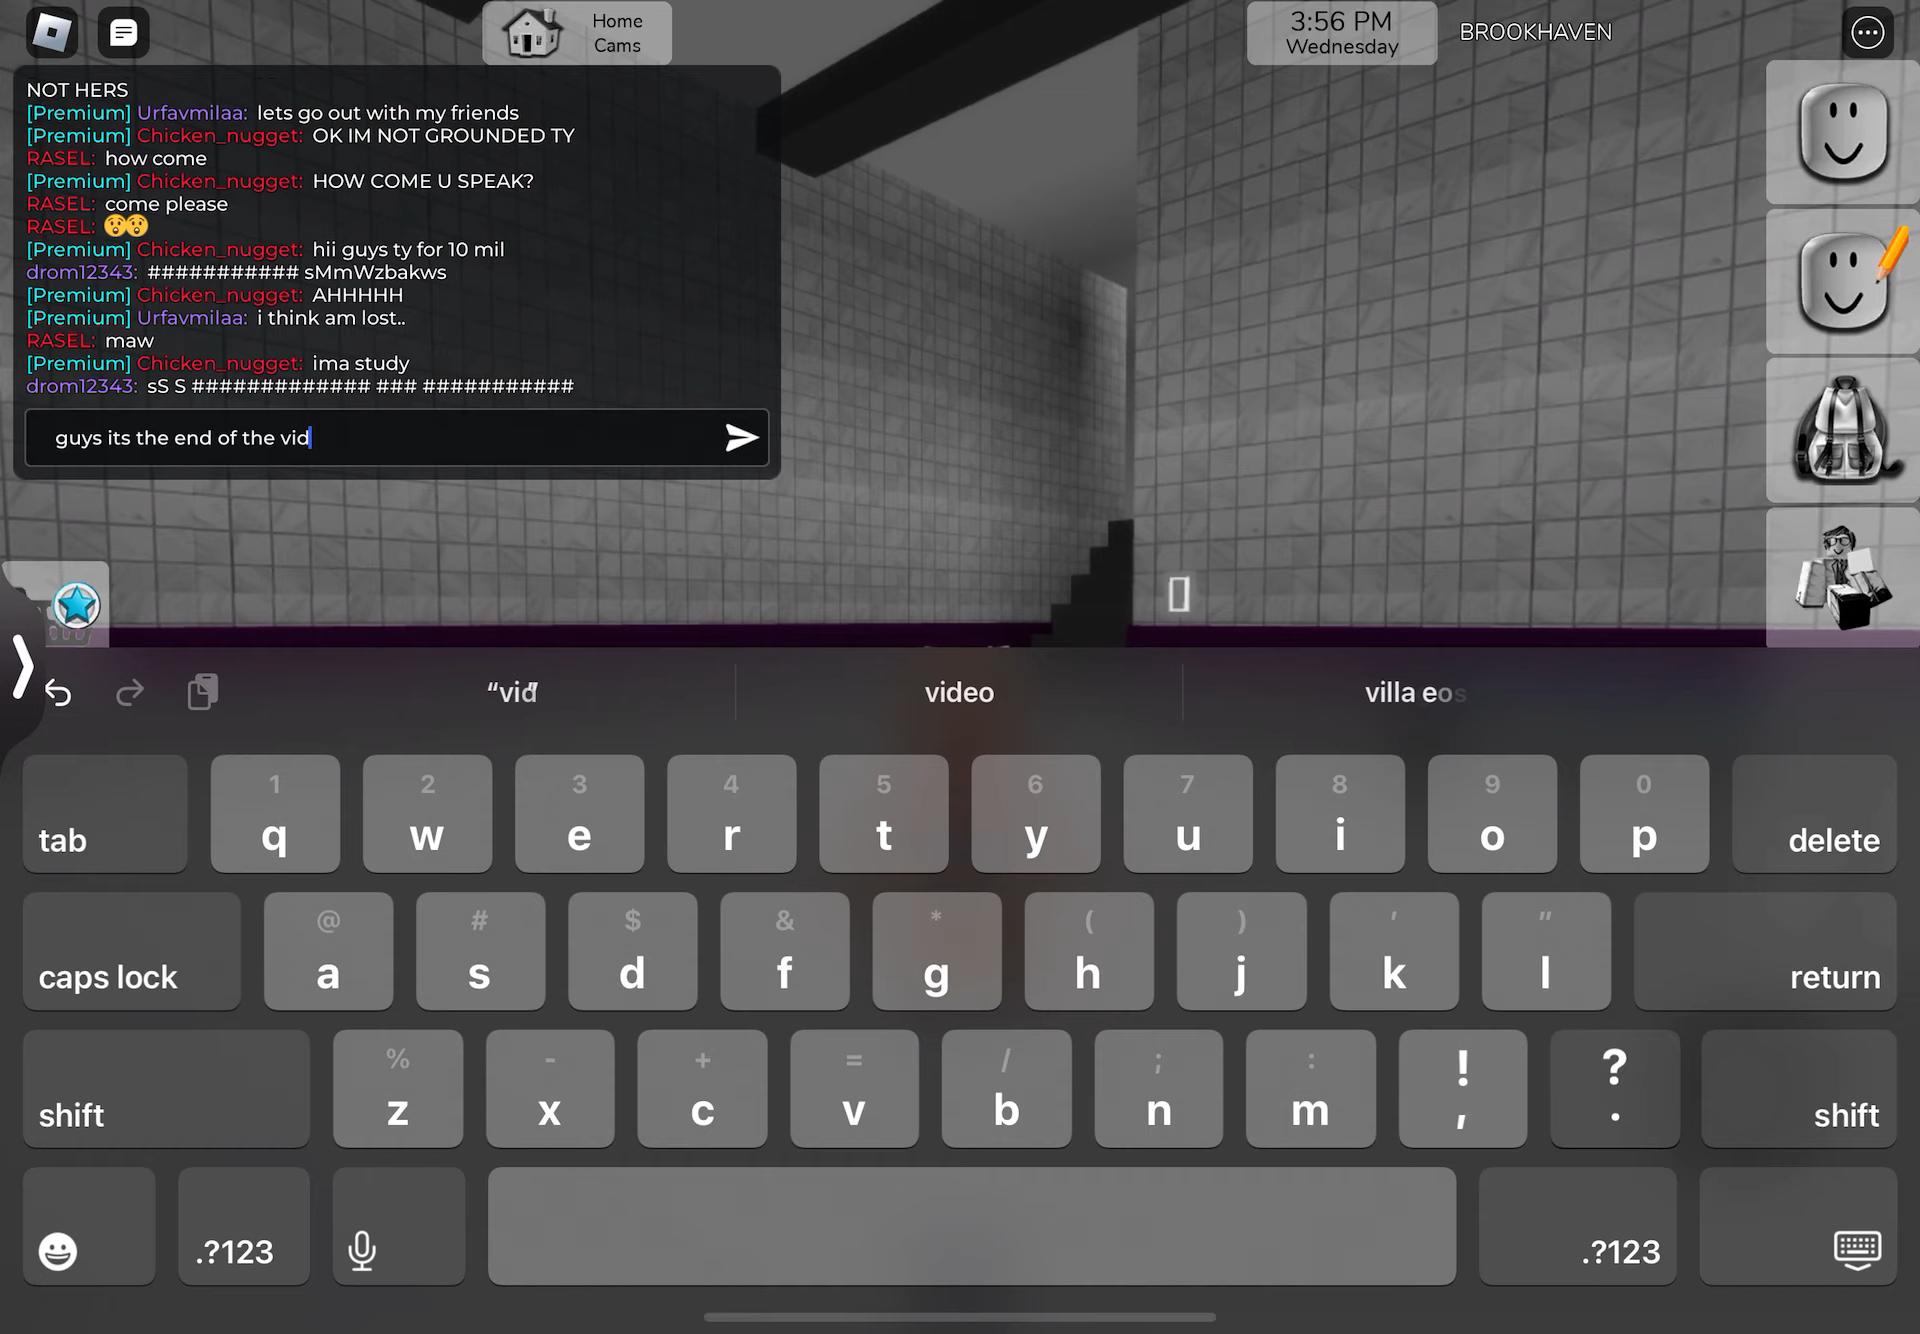 Home
Cams
3:56 PM
Wednesday
BROOKHAVEN
NOT HERS
[Premium] Urfavmilaa: lets go out with my friends
[Premium] Chicken_nugget: OK IM NOT GROUNDED TY
RASEL: how come
[Premium] Chicken_nugget: HOW COME U SPEAK?
RASEL: come please
RASEL: 😲😲
[Premium] Chicken_nugget: hii guys ty for 10 mil
drom12343: ########### sMmWzbakws
[Premium] Chicken_nugget: AHHHHH
[Premium] Urfavmilaa: i think am lost..
RASEL: maw
[Premium] Chicken_nugget: ima study
drom12343: sS S ############# ### ###########
guys its the end of the vid
“vid” video villa eos
1 2 3 4 5 6 7 8 9 0
tab q w e r t y u i o p delete
@ # $ & * ( ) ' "
caps lock a s d f g h j k l return
% - + = / ; : ! ?
shift z x c v b n m , . shift
.?123 .?123